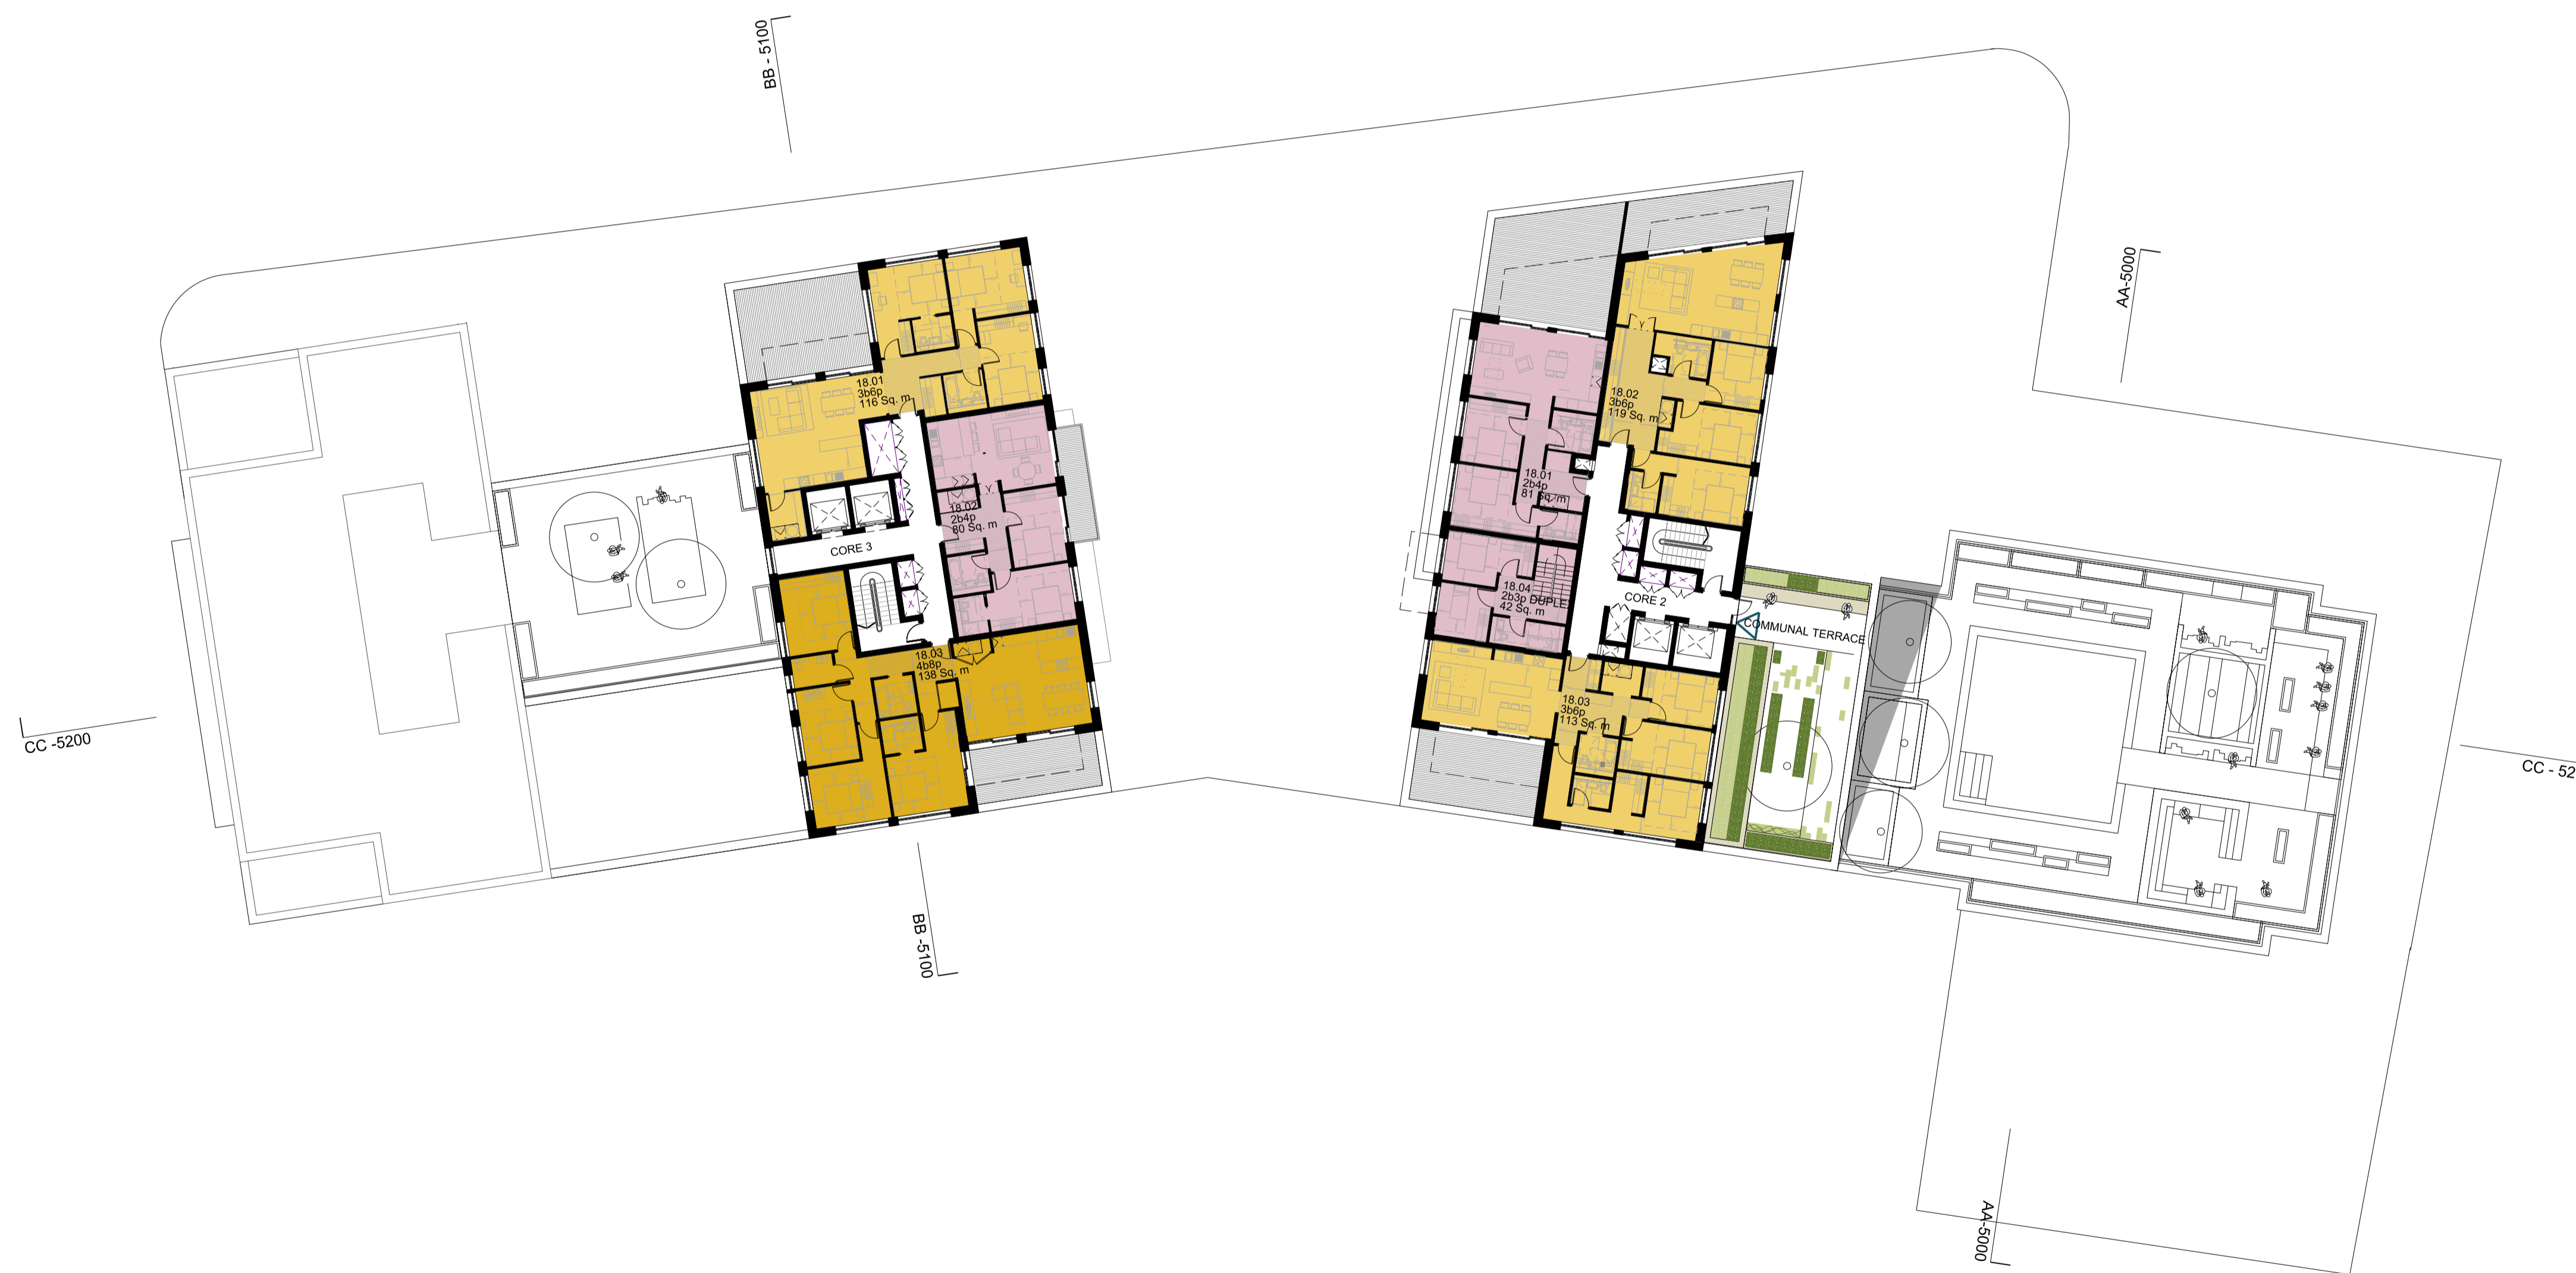 BB - 5100
AA-5000
18.01
3b6p
116 Sq. m
18.02
2b4p
80 Sq. m
CORE 3
18.03
4b8p
138 Sq. m
18.02
3b6p
119 Sq. m
18.01
2b4p
81 Sq. m
18.04
2b3p DUPLE
42 Sq. m
CORE 2
COMMUNAL TERRACE
18.03
3b6p
113 Sq. m
CC -5200
CC - 52
BB -5100
AA-5000